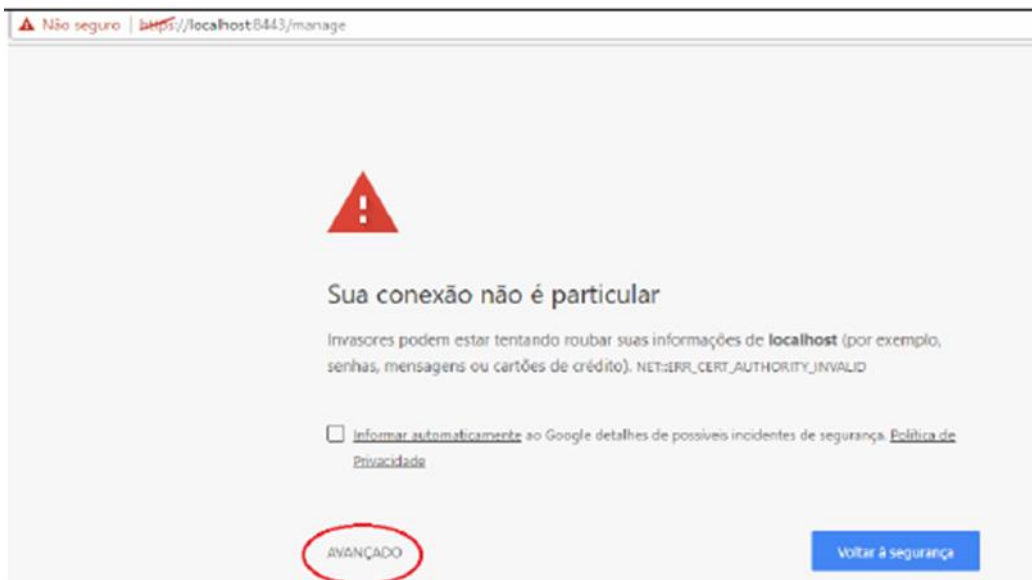 Não seguro | https://localhost:8443/manage
Sua conexão não é particular
Invasores podem estar tentando roubar suas informações de localhost (por exemplo,
senhas, mensagens ou cartões de crédito). NET::ERR_CERT_AUTHORITY_INVALID
Informar automaticamente ao Google detalhes de possíveis incidentes de segurança. Política de
Privacidade
AVANÇADO
Voltar à segurança